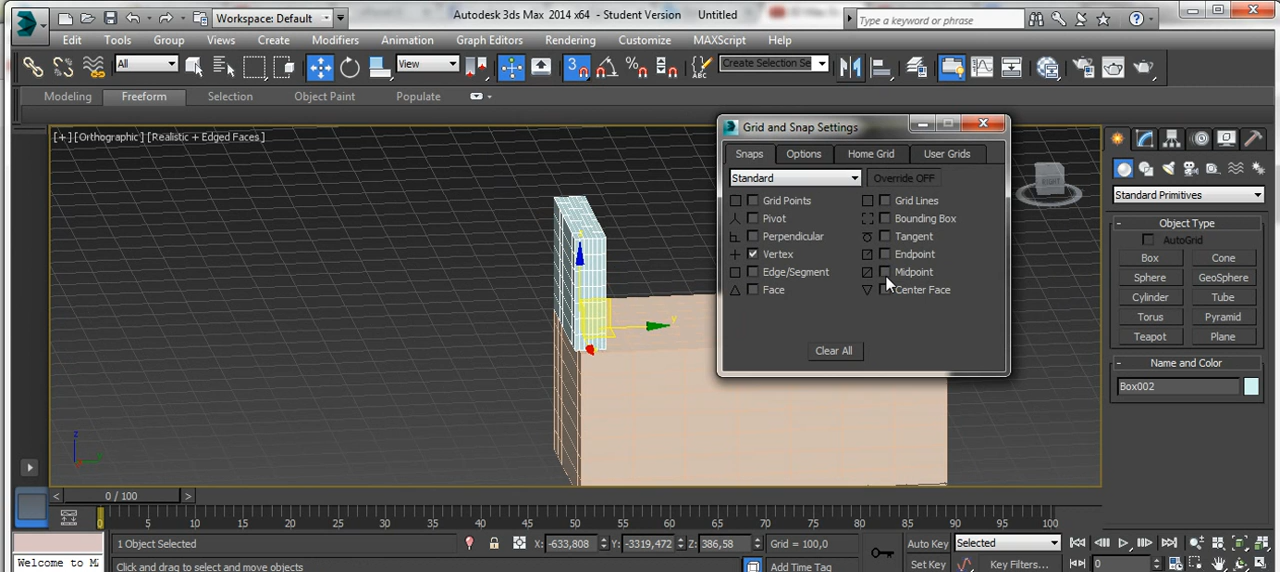 Workspace: Default
Autodesk 3ds Max 2014 x64 - Student Version Untitled
Type a keyword or phrase
Edit Tools Group Views Create Modifiers Animation Graph Editors Rendering Customize MAXScript Help
All View 3 ABC Create Selection Se
Modeling Freeform Selection Object Paint Populate
[+] [Orthographic] [Realistic + Edged Faces]
Grid and Snap Settings
Snaps Options Home Grid User Grids
Standard Override OFF
Grid Points Grid Lines
Pivot Bounding Box
Perpendicular Tangent
Vertex Endpoint
Edge/Segment Midpoint
Face Center Face
Clear All
RIGHT
Standard Primitives
- Object Type
AutoGrid
Box Cone
Sphere GeoSphere
Cylinder Tube
Torus Pyramid
Teapot Plane
- Name and Color
Box002
z
y
z
< 0 / 100 >
0 5 10 15 20 25 30 35 40 45 50 55 60 65 70 75 80 85 90 95 100
1 Object Selected X: -633,808 Y: -3319,472 Z: 386,58 Grid = 100,0 Auto Key Selected
Welcome to MA Click and drag to select and move objects Add Time Tag Set Key Key Filters... 0